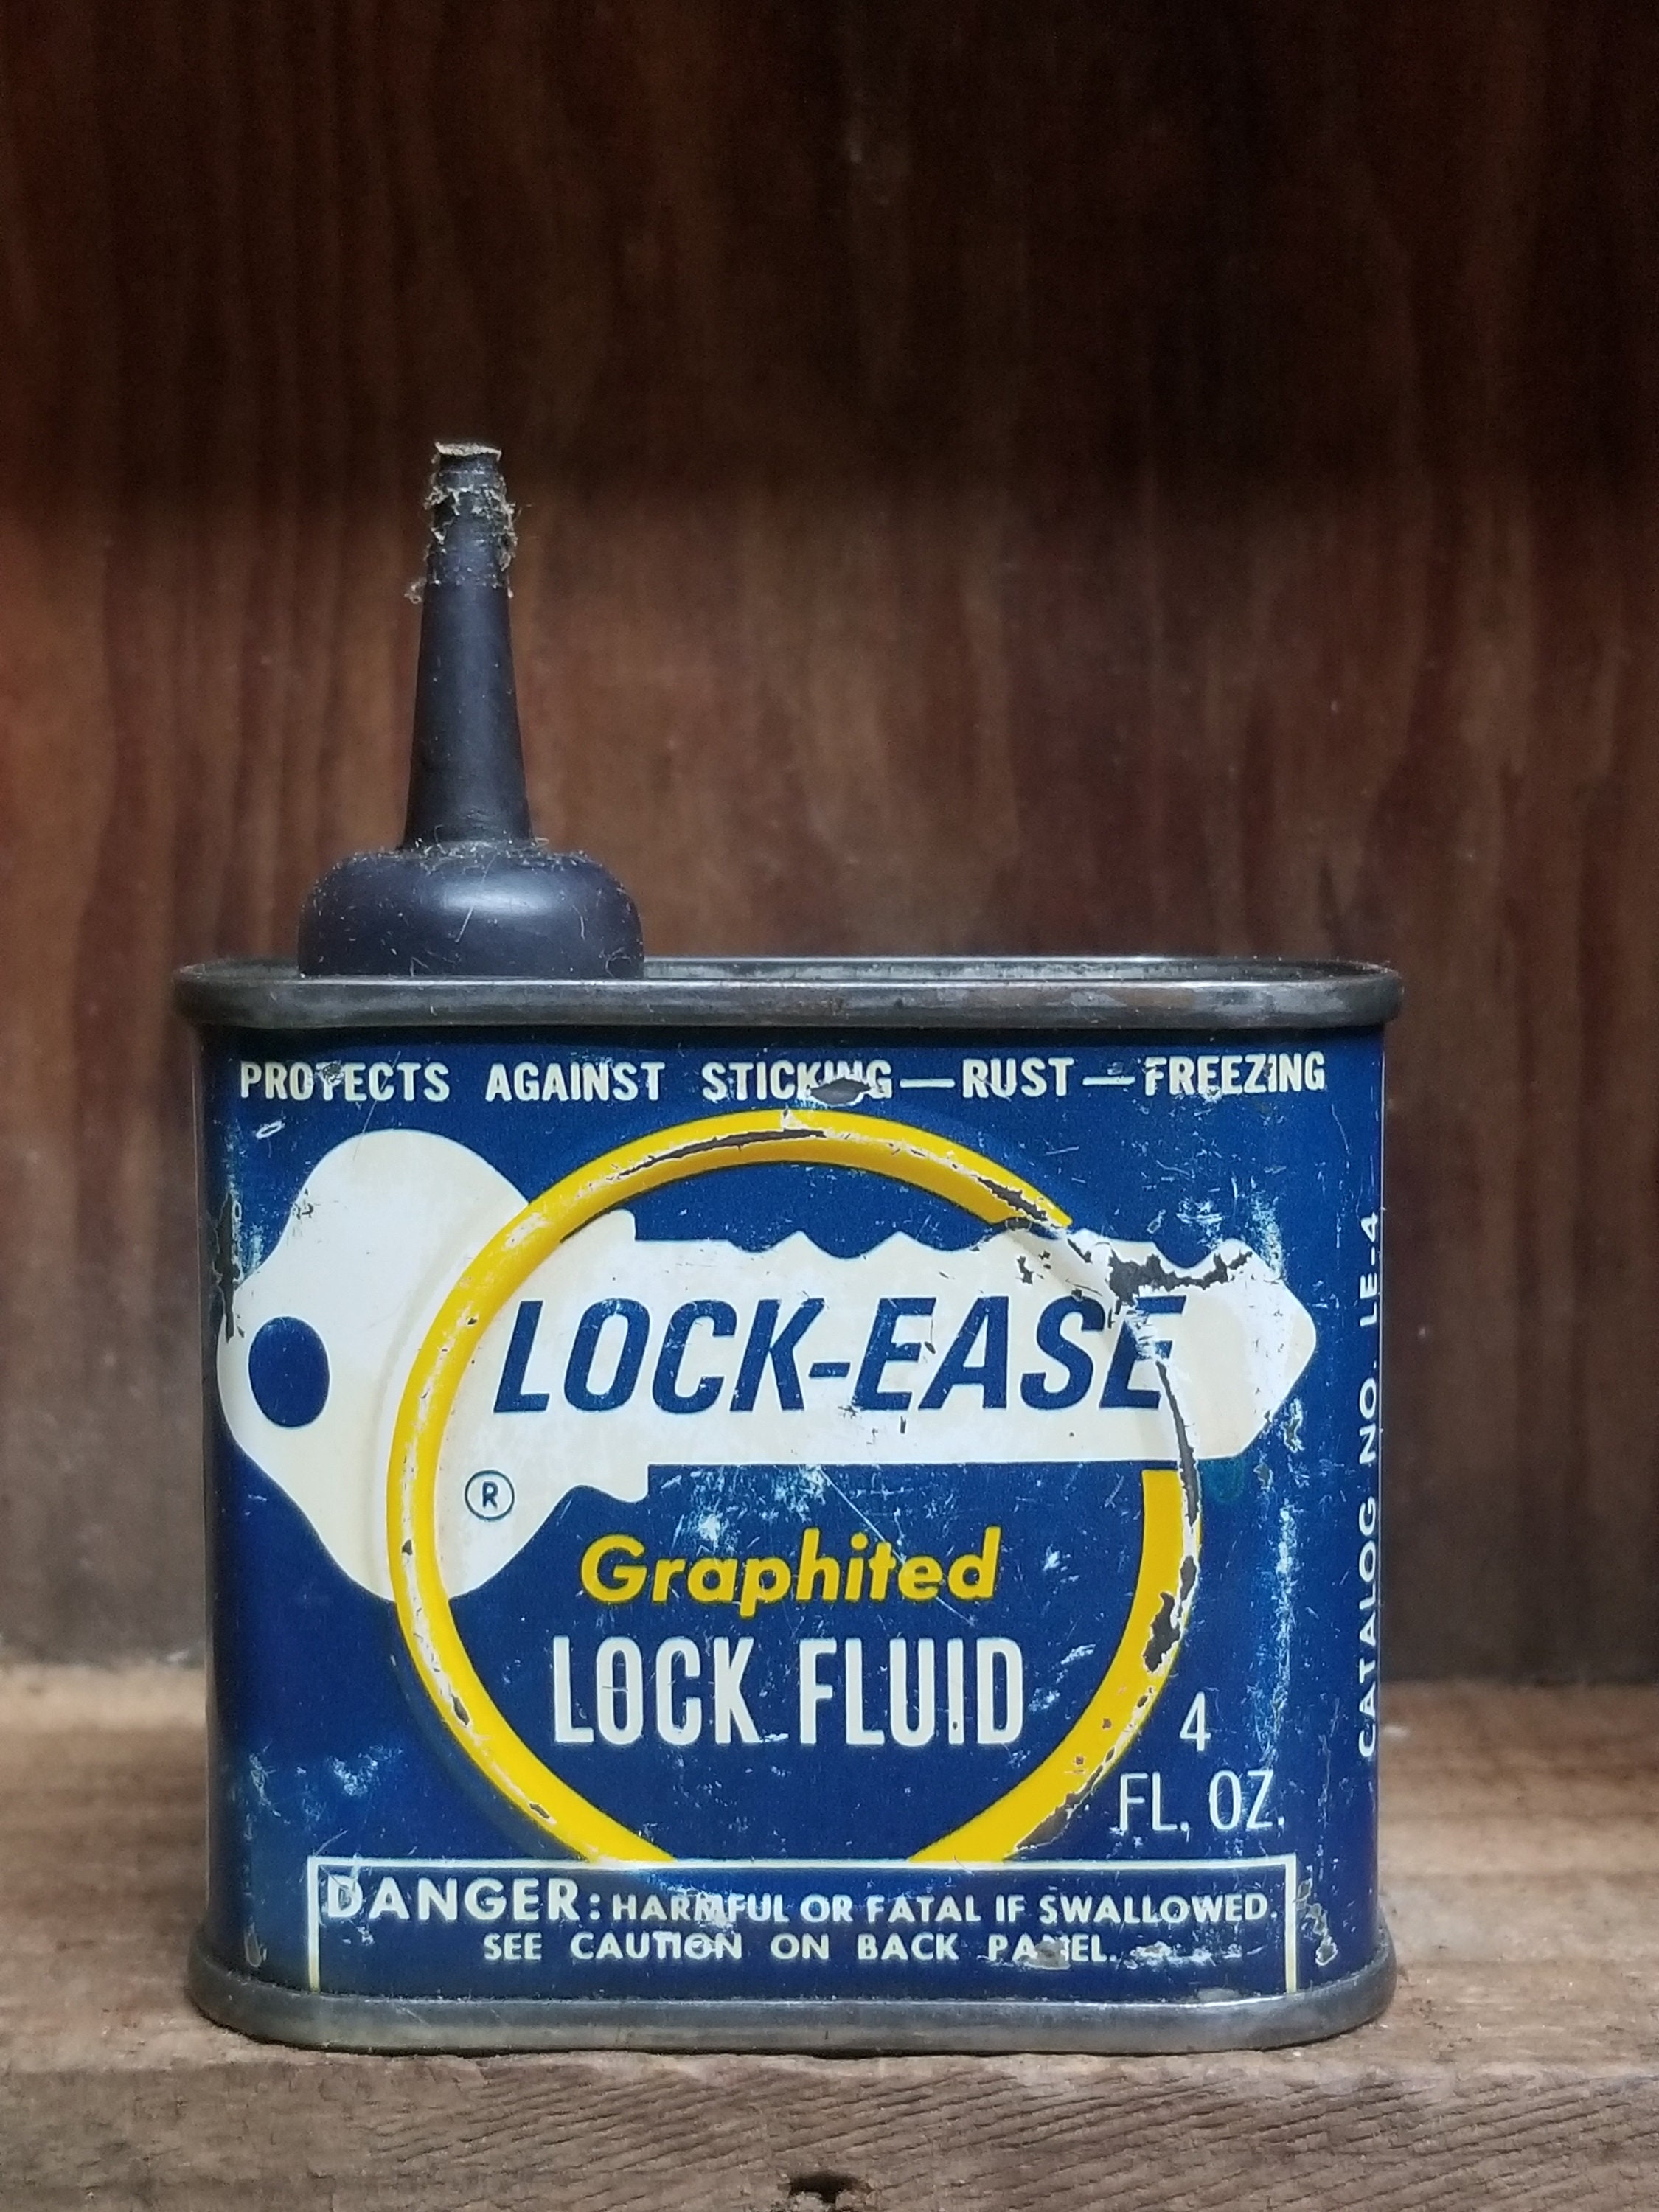 PROTECTS AGAINST STICKING—RUST—FREEZING
LOCK-EASE
®
Graphited
LOCK FLUID
4
FL. OZ.
DANGER: HARMFUL OR FATAL IF SWALLOWED.
SEE CAUTION ON BACK PANEL.
CATALOG NO. LE-4